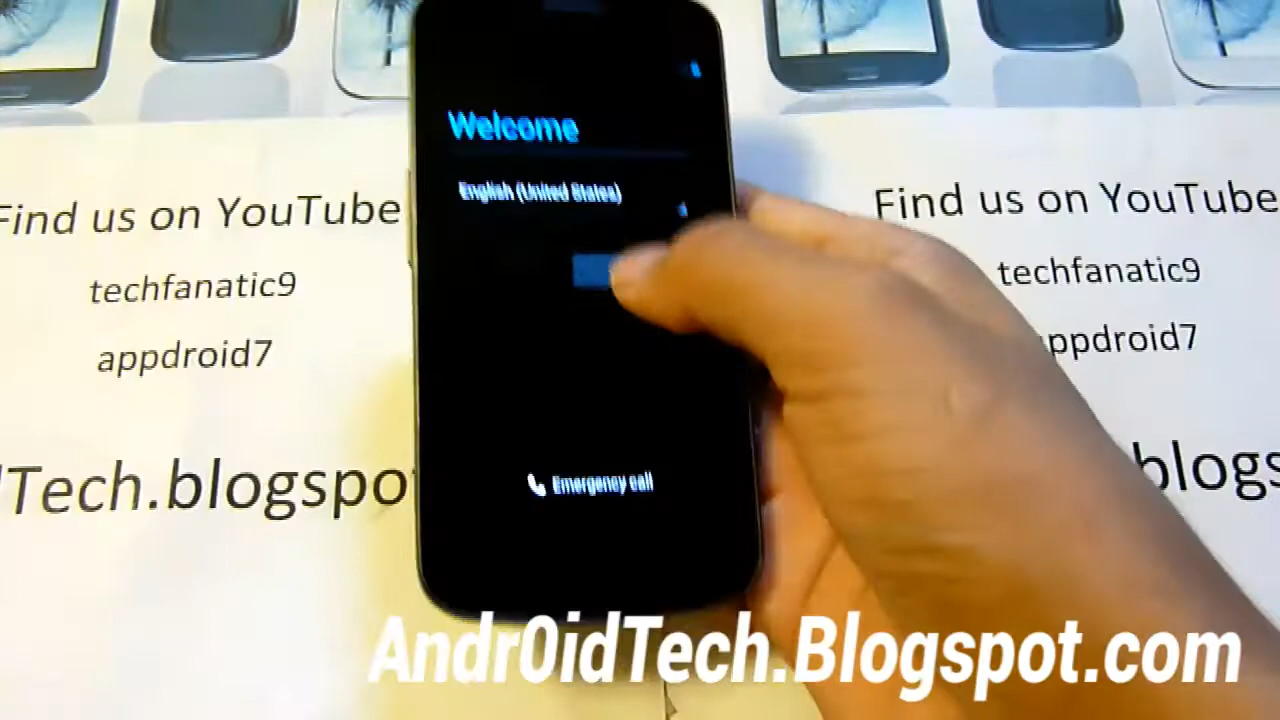 Welcome
English (United States)
Find us on YouTube
techfanatic9
appdroid7
Tech.blogspo
Emergency call
Find us on YouTube
techfanatic9
ppdroid7
blogs
Andr0idTech.Blogspot.com